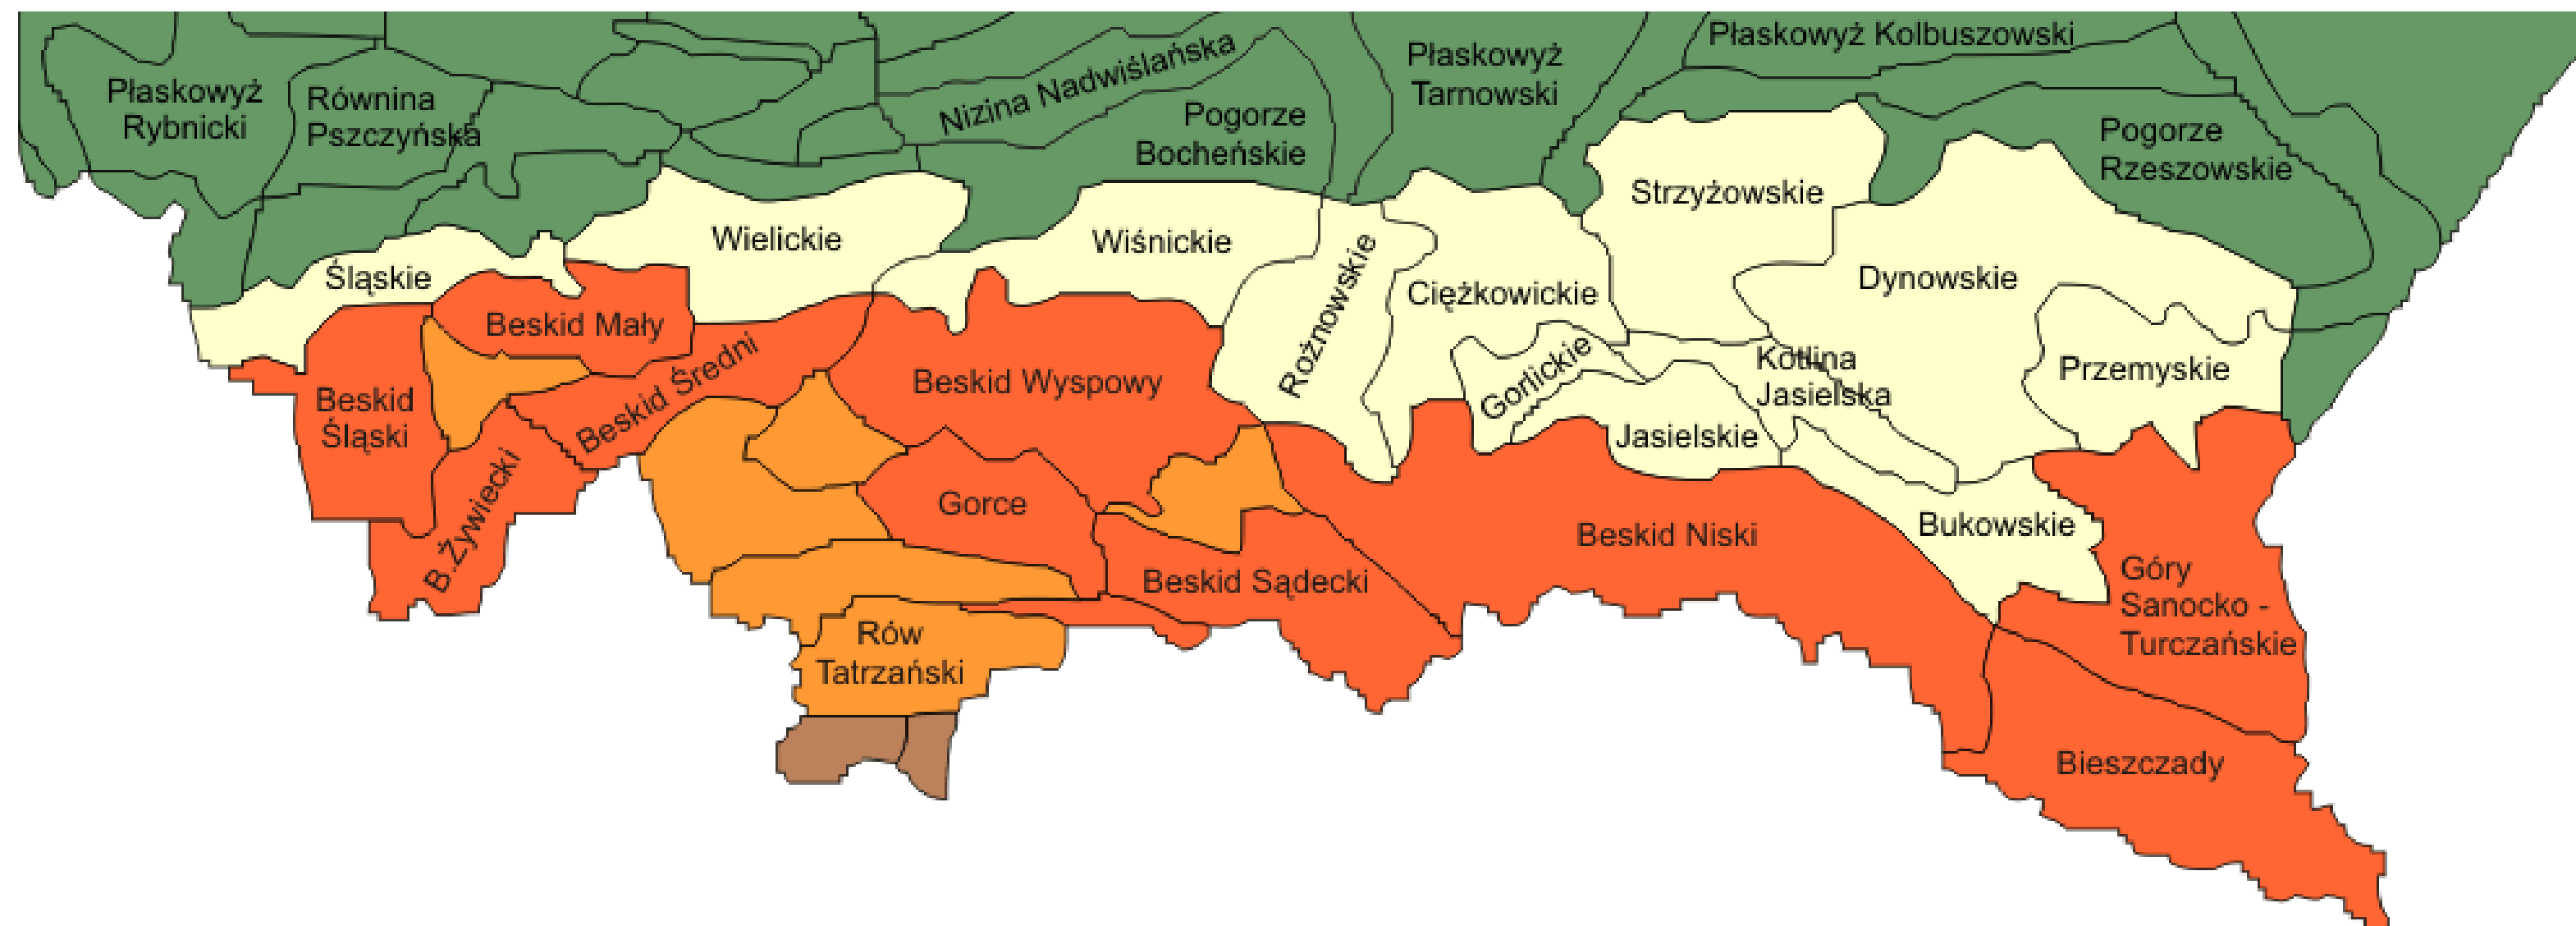 Płaskowyż Kolbuszowski
Płaskowyż
Tarnowski
Nizina Nadwiślańska
Płaskowyż
Rybnicki
Równina
Pszczyńska
Pogorze
Bocheńskie
Pogorze
Rzeszowskie
Strzyżowskie
Wielickie
Wiśnickie
Śląskie
Rożnowskie
Ciężkowickie
Dynowskie
Beskid Mały
Beskid Średni
Beskid Wyspowy
Gorlickie
Kotlina
Jasielska
Przemyskie
Beskid
Śląski
Jasielskie
B.Żywiecki
Gorce
Beskid Niski
Bukowskie
Beskid Sądecki
Góry
Sanocko -
Turczańskie
Rów
Tatrzański
Bieszczady